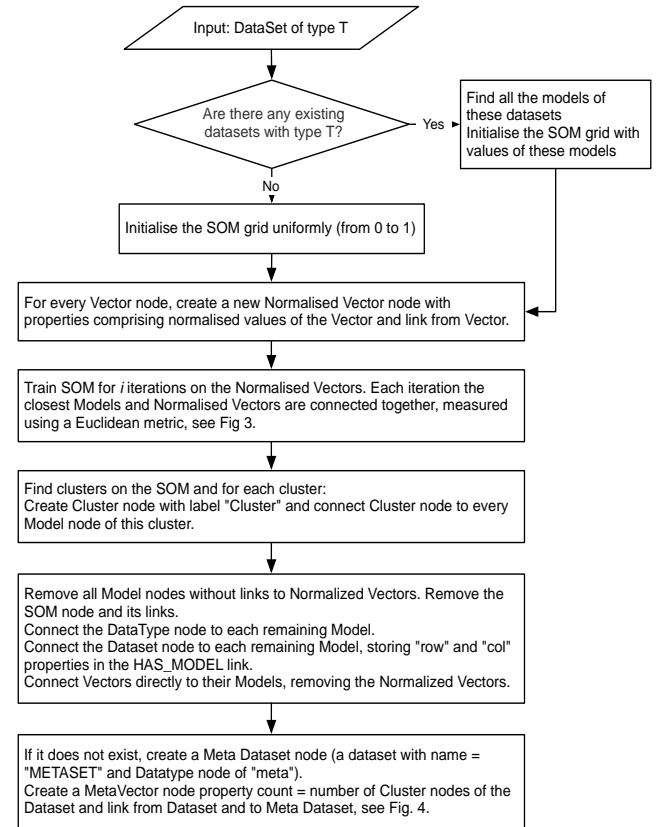 Input: DataSet of type T
Are there any existing
datasets with type T?
Yes
Find all the models of
these datasets
Initialise the SOM grid with
values of these models
No
Initialise the SOM grid uniformly (from 0 to 1)
For every Vector node, create a new Normalised Vector node with
properties comprising normalised values of the Vector and link from Vector.
Train SOM for i iterations on the Normalised Vectors. Each iteration the
closest Models and Normalised Vectors are connected together, measured
using a Euclidean metric, see Fig 3.
Find clusters on the SOM and for each cluster:
Create Cluster node with label "Cluster" and connect Cluster node to every
Model node of this cluster.
Remove all Model nodes without links to Normalized Vectors. Remove the
SOM node and its links.
Connect the DataType node to each remaining Model.
Connect the Dataset node to each remaining Model, storing "row" and "col"
properties in the HAS_MODEL link.
Connect Vectors directly to their Models, removing the Normalized Vectors.
If it does not exist, create a Meta Dataset node (a dataset with name =
"METASET" and Datatype node of "meta").
Create a MetaVector node property count = number of Cluster nodes of the
Dataset and link from Dataset and to Meta Dataset, see Fig. 4.